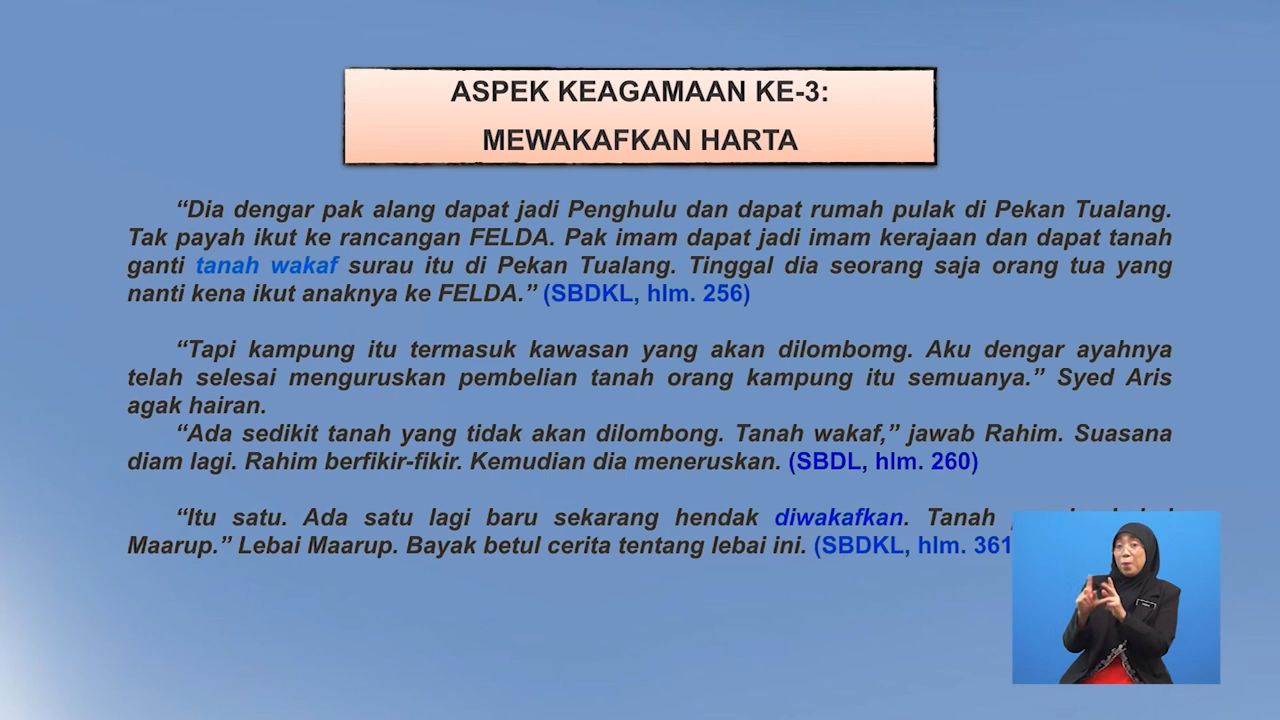 ASPEK KEAGAMAAN KE-3:
MEWAKAFKAN HARTA
“Dia dengar pak alang dapat jadi Penghulu dan dapat rumah pulak di Pekan Tualang.
Tak payah ikut ke rancangan FELDA. Pak imam dapat jadi imam kerajaan dan dapat tanah
ganti tanah wakaf surau itu di Pekan Tualang. Tinggal dia seorang saja orang tua yang
nanti kena ikut anaknya ke FELDA.” (SBDKL, hlm. 256)
“Tapi kampung itu termasuk kawasan yang akan dilombomg. Aku dengar ayahnya
telah selesai menguruskan pembelian tanah orang kampung itu semuanya.” Syed Aris
agak hairan.
“Ada sedikit tanah yang tidak akan dilombong. Tanah wakaf,” jawab Rahim. Suasana
diam lagi. Rahim berfikir-fikir. Kemudian dia meneruskan. (SBDL, hlm. 260)
“Itu satu. Ada satu lagi baru sekarang hendak diwakafkan. Tanah
Maarup.” Lebai Maarup. Bayak betul cerita tentang lebai ini. (SBDKL, hlm. 361